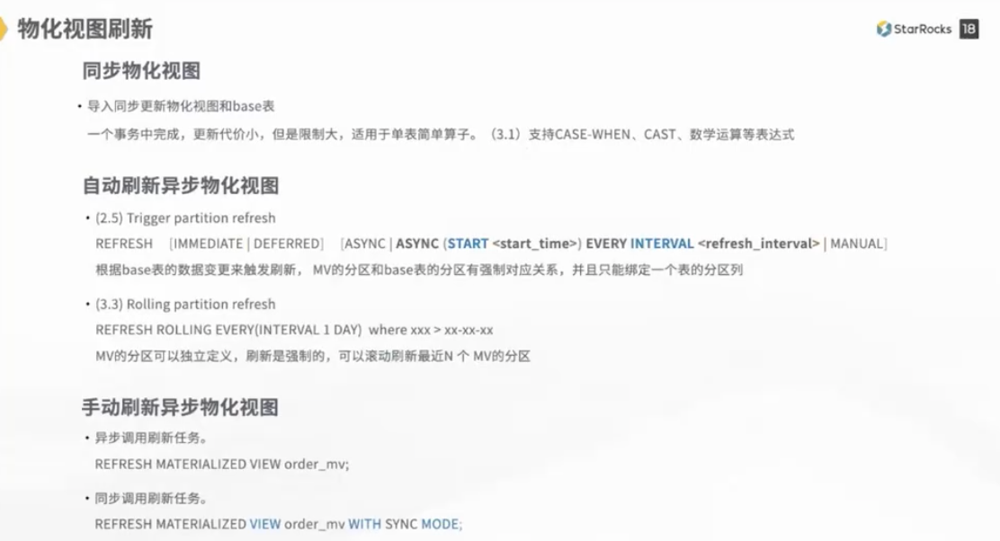 物化视图刷新
StarRocks 18
同步物化视图
• 导入同步更新物化视图和base表
一个事务中完成，更新代价小，但是限制大，适用于单表简单算子。（3.1）支持CASE-WHEN、CAST、数学运算等表达式
自动刷新异步物化视图
• (2.5) Trigger partition refresh
REFRESH [IMMEDIATE | DEFERRED] [ASYNC | ASYNC (START <start_time>) EVERY INTERVAL <refresh_interval> | MANUAL]
根据base表的数据变更来触发刷新， MV的分区和base表的分区有强制对应关系，并且只能绑定一个表的分区列
• (3.3) Rolling partition refresh
REFRESH ROLLING EVERY(INTERVAL 1 DAY) where xxx > xx-xx-xx
MV的分区可以独立定义，刷新是强制的，可以滚动刷新最近N 个 MV的分区
手动刷新异步物化视图
• 异步调用刷新任务。
REFRESH MATERIALIZED VIEW order_mv;
• 同步调用刷新任务。
REFRESH MATERIALIZED VIEW order_mv WITH SYNC MODE;